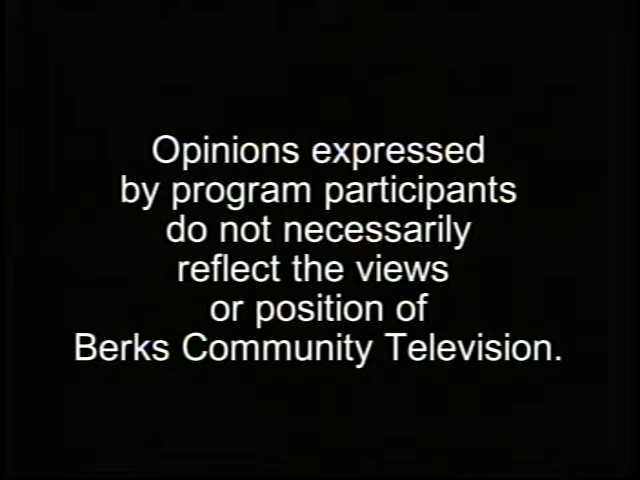 Opinions expressed
by program participants
do not necessarily
reflect the views
or position of
Berks Community Television.